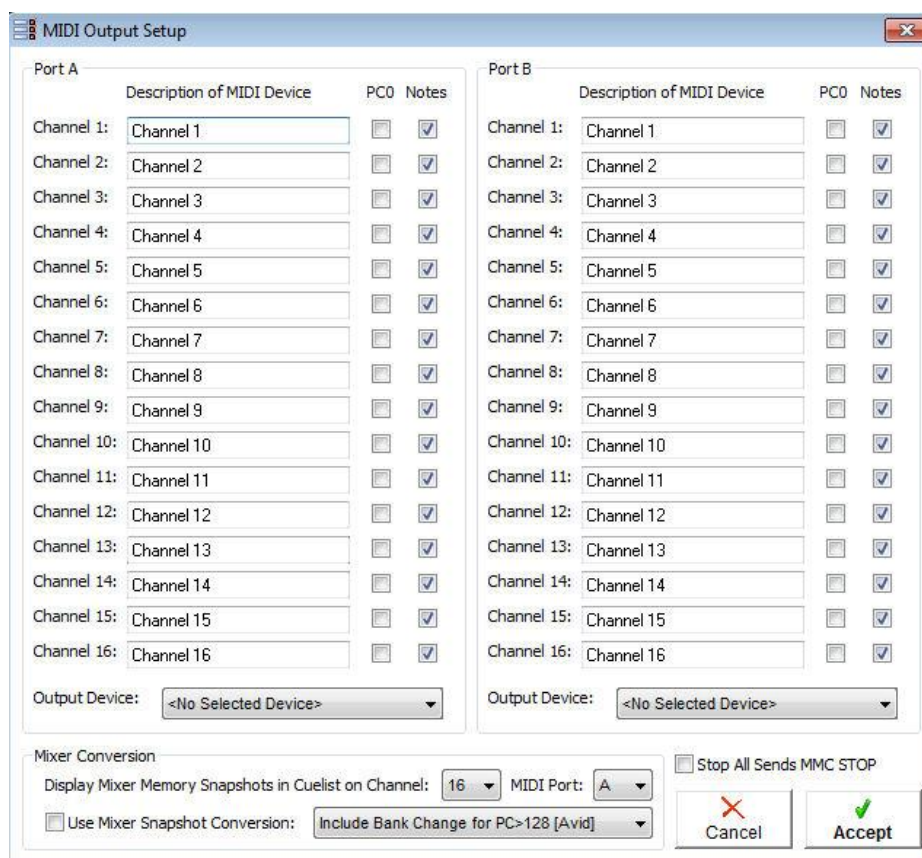 MIDI Output Setup
Port A
Description of MIDI Device PC0 Notes
Channel 1: Channel 1
Channel 2: Channel 2
Channel 3: Channel 3
Channel 4: Channel 4
Channel 5: Channel 5
Channel 6: Channel 6
Channel 7: Channel 7
Channel 8: Channel 8
Channel 9: Channel 9
Channel 10: Channel 10
Channel 11: Channel 11
Channel 12: Channel 12
Channel 13: Channel 13
Channel 14: Channel 14
Channel 15: Channel 15
Channel 16: Channel 16
Output Device: <No Selected Device>
Port B
Description of MIDI Device PC0 Notes
Channel 1: Channel 1
Channel 2: Channel 2
Channel 3: Channel 3
Channel 4: Channel 4
Channel 5: Channel 5
Channel 6: Channel 6
Channel 7: Channel 7
Channel 8: Channel 8
Channel 9: Channel 9
Channel 10: Channel 10
Channel 11: Channel 11
Channel 12: Channel 12
Channel 13: Channel 13
Channel 14: Channel 14
Channel 15: Channel 15
Channel 16: Channel 16
Output Device: <No Selected Device>
Mixer Conversion
Display Mixer Memory Snapshots in Cuelist on Channel: 16 MIDI Port: A
Use Mixer Snapshot Conversion: Include Bank Change for PC>128 [Avid]
Stop All Sends MMC STOP
Cancel Accept